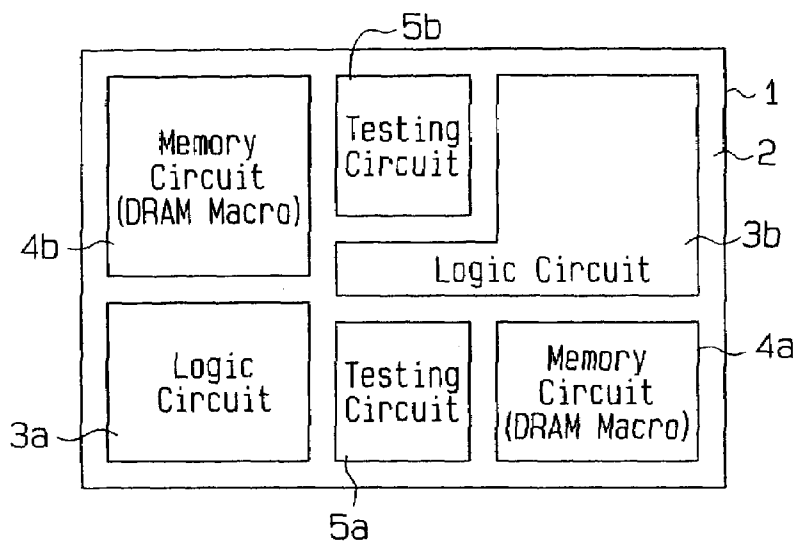 5b
1
Memory
Circuit
(DRAM Macro)
Testing
Circuit
2
4b
3b
Logic Circuit
Logic
Circuit
Testing
Circuit
Memory
Circuit
(DRAM Macro)
4a
3a
5a